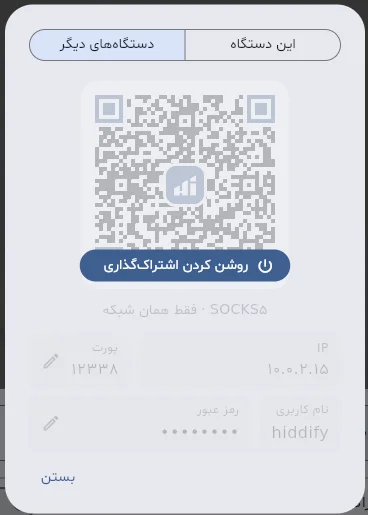 این دستگاه
دستگاه‌های دیگر
روشن کردن اشتراک‌گذاری
SOCKS۵ · فقط همان شبکه
IP
۱۰.۰.۲.۱۵
پورت
۱۲۳۳۸
نام کاربری
hiddify
رمز عبور
••••••••
بستن